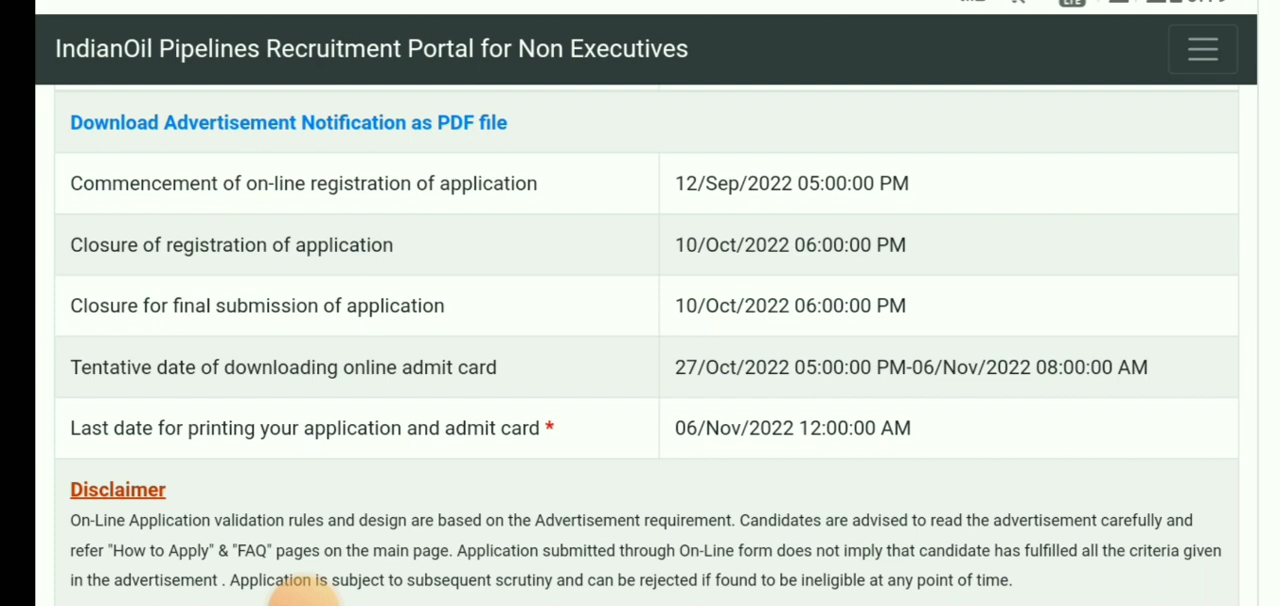 IndianOil Pipelines Recruitment Portal for Non Executives
Download Advertisement Notification as PDF file
Commencement of on-line registration of application 12/Sep/2022 05:00:00 PM
Closure of registration of application 10/Oct/2022 06:00:00 PM
Closure for final submission of application 10/Oct/2022 06:00:00 PM
Tentative date of downloading online admit card 27/Oct/2022 05:00:00 PM-06/Nov/2022 08:00:00 AM
Last date for printing your application and admit card * 06/Nov/2022 12:00:00 AM
Disclaimer
On-Line Application validation rules and design are based on the Advertisement requirement. Candidates are advised to read the advertisement carefully and
refer "How to Apply" & "FAQ" pages on the main page. Application submitted through On-Line form does not imply that candidate has fulfilled all the criteria given
in the advertisement . Application is subject to subsequent scrutiny and can be rejected if found to be ineligible at any point of time.